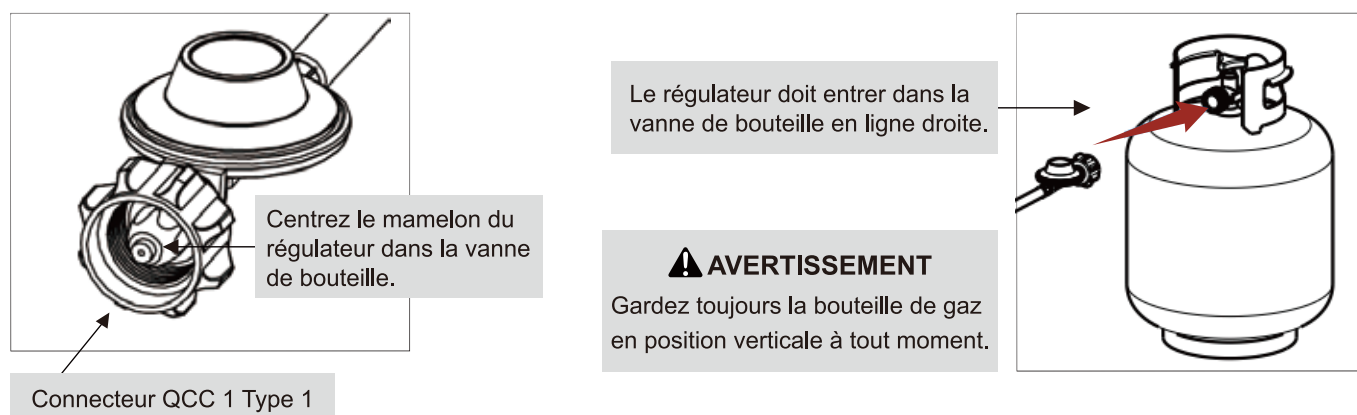 Centrez le mamelon du
régulateur dans la vanne
de bouteille.
Connecteur QCC 1 Type 1
Le régulateur doit entrer dans la
vanne de bouteille en ligne droite.
AVERTISSEMENT
Gardez toujours la bouteille de gaz
en position verticale à tout moment.